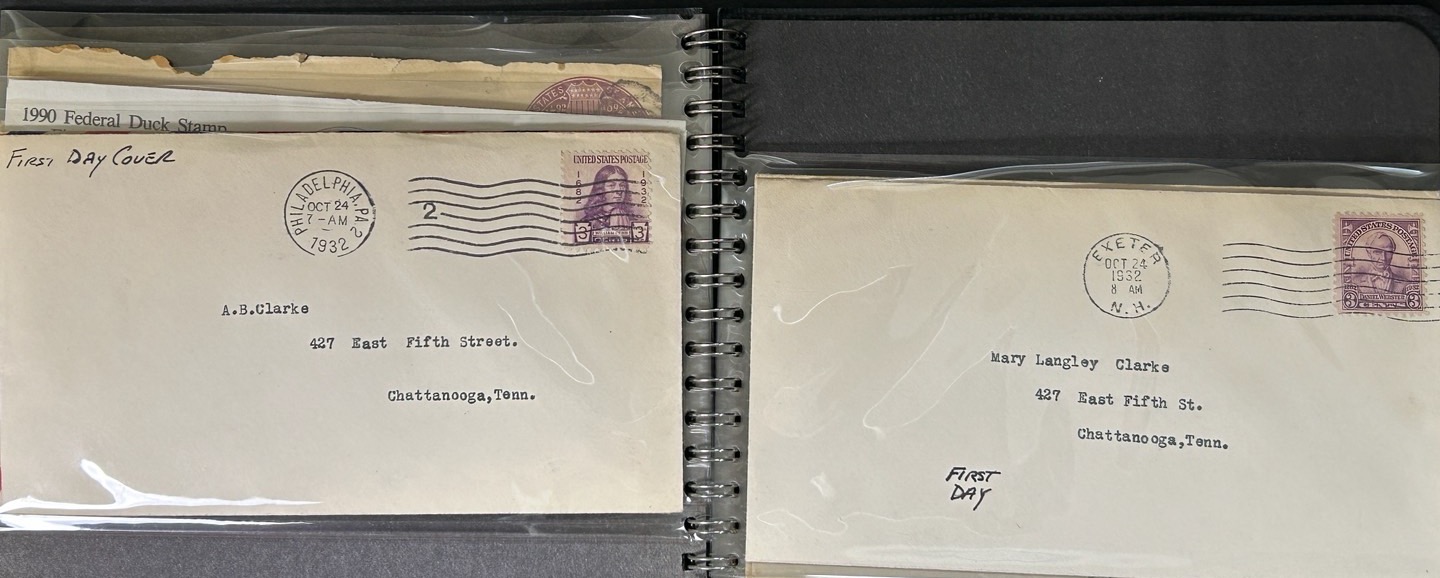 1990 Federal Duck Stamp
FIRST DAY COVER
PHILADELPHIA, PA 2
OCT 24
7-AM
1932
2
UNITED STATES POSTAGE
1682
1932
3 3
A.B.Clarke
427 East Fifth Street.
Chattanooga,Tenn.
EXETER
OCT 24
1932
8 AM
N.H.
UNITED STATES POSTAGE
DANIEL WEBSTER
3 CENTS 3
Mary Langley Clarke
427 East Fifth St.
Chattanooga,Tenn.
FIRST
DAY